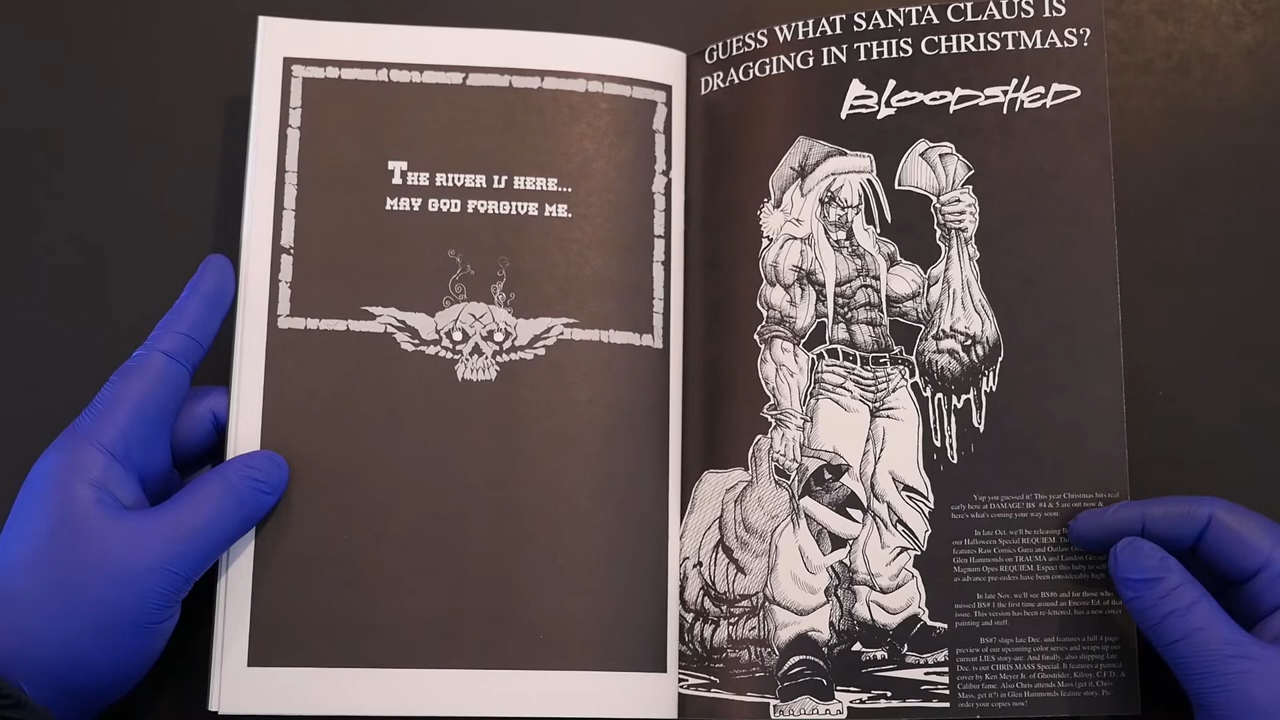 The river is here...
may god forgive me.
GUESS WHAT SANTA CLAUS IS
DRAGGING IN THIS CHRISTMAS?
BLOODSHED
Yup you guessed it! This year Christmas hits real
early here at DAMAGE! BS #4 & 5 are out now &
here's what's coming your way soon:
In late Oct. we'll be releasing
our Halloween Special REQUIEM.
features Raw Comics Guru and Outlaw
Glen Hammonds on TRAUMA and Landon
Magnum Opus REQUIEM. Expect this baby to
as advance pre-orders have been considerably high.
In late Nov. we'll see BS#6 and for those who
missed BS# 1 the first time around an Encore Ed. of that
issue. This version has been re-lettered, has a new cover
painting and stuff.
BS#7 ships late Dec. and features a full 4 page
preview of our upcoming color series and wraps up our
current LIES story-arc. And finally, also shipping late
Dec. is our CHRIS MASS Special. It features a painted
cover by Ken Meyer Jr. of Ghostrider, Kilroy, C.F.D. &
Calibur fame. Also Chris attends Mass (get it, Chris
Mass, get it?) in Glen Hammonds feature story.
order your copies now!